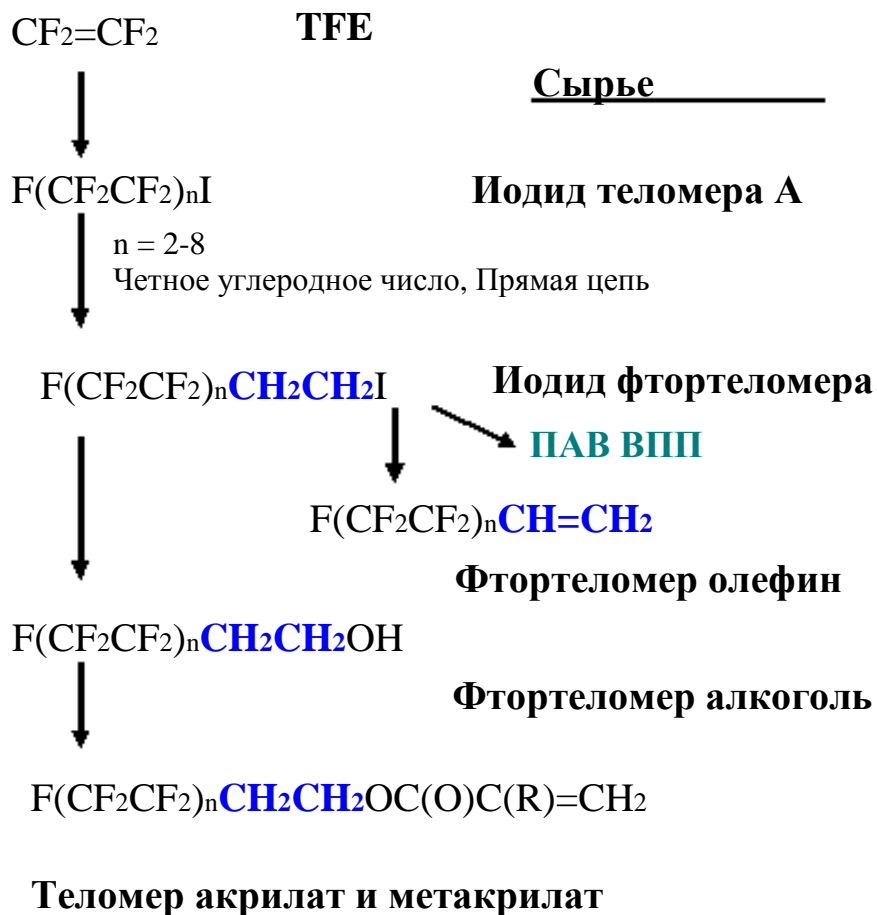 CF2=CF2 TFE
Сырье
F(CF2CF2)nI Иодид теломера А
n = 2-8
Четное углеродное число, Прямая цепь
F(CF2CF2)nCH2CH2I Иодид фтортеломера
ПАВ ВПП
F(CF2CF2)nCH=CH2
Фтортеломер олефин
F(CF2CF2)nCH2CH2OH
Фтортеломер алкоголь
F(CF2CF2)nCH2CH2OC(O)C(R)=CH2
Теломер акрилат и метакрилат